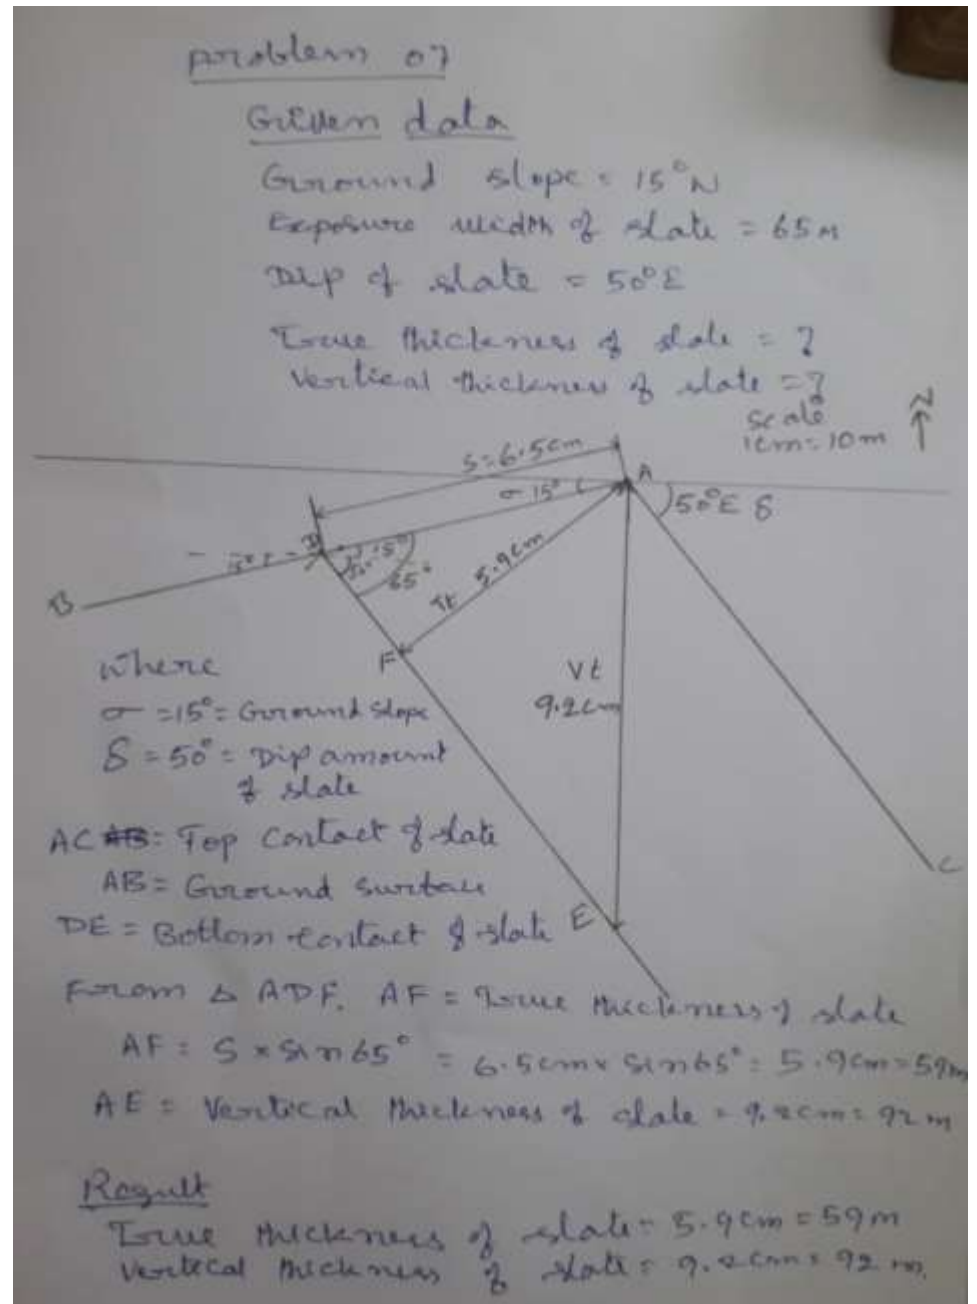 problem 07
Given data
Ground slope = 15° N
Exposure width of slate = 65m
Dip of slate = 50° E
True thickness of slate = ?
Vertical thickness of slate = ?
Scale
1cm = 10m
N
S = 6.5cm
A
σ 15°
50° E δ
D
65°
Tt 5.9cm
B
F
Vt
9.2cm
where
σ = 15° = Ground slope
δ = 50° = Dip amount
of slate
AC = Top contact of slate
C
AB = Ground surface
DE = Bottom contact of slate
E
From Δ ADF, AF = True thickness of slate
AF = S × sin 65° = 6.5cm × sin 65° = 5.9cm = 59m
AE = Vertical thickness of slate = 9.2cm = 92m
Result
True thickness of slate = 5.9cm = 59m
Vertical thickness of slate = 9.2cm = 92 m.